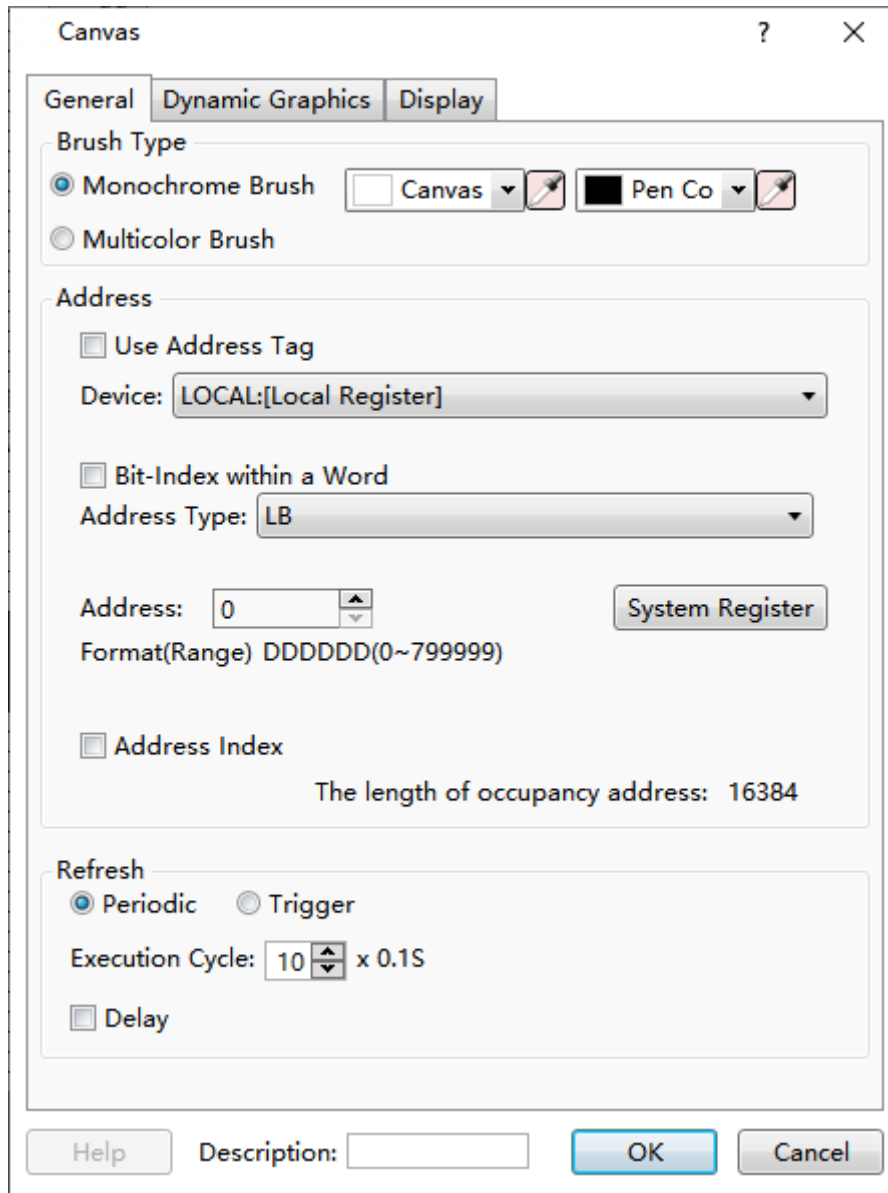 Canvas ?
General Dynamic Graphics Display
Brush Type
Monochrome Brush Canvas Pen Co
Multicolor Brush
Address
Use Address Tag
Device: LOCAL:[Local Register]
Bit-Index within a Word
Address Type: LB
Address: 0 System Register
Format(Range) DDDDDD(0~799999)
Address Index
The length of occupancy address: 16384
Refresh
Periodic Trigger
Execution Cycle: 10 x 0.1S
Delay
Help Description: OK Cancel